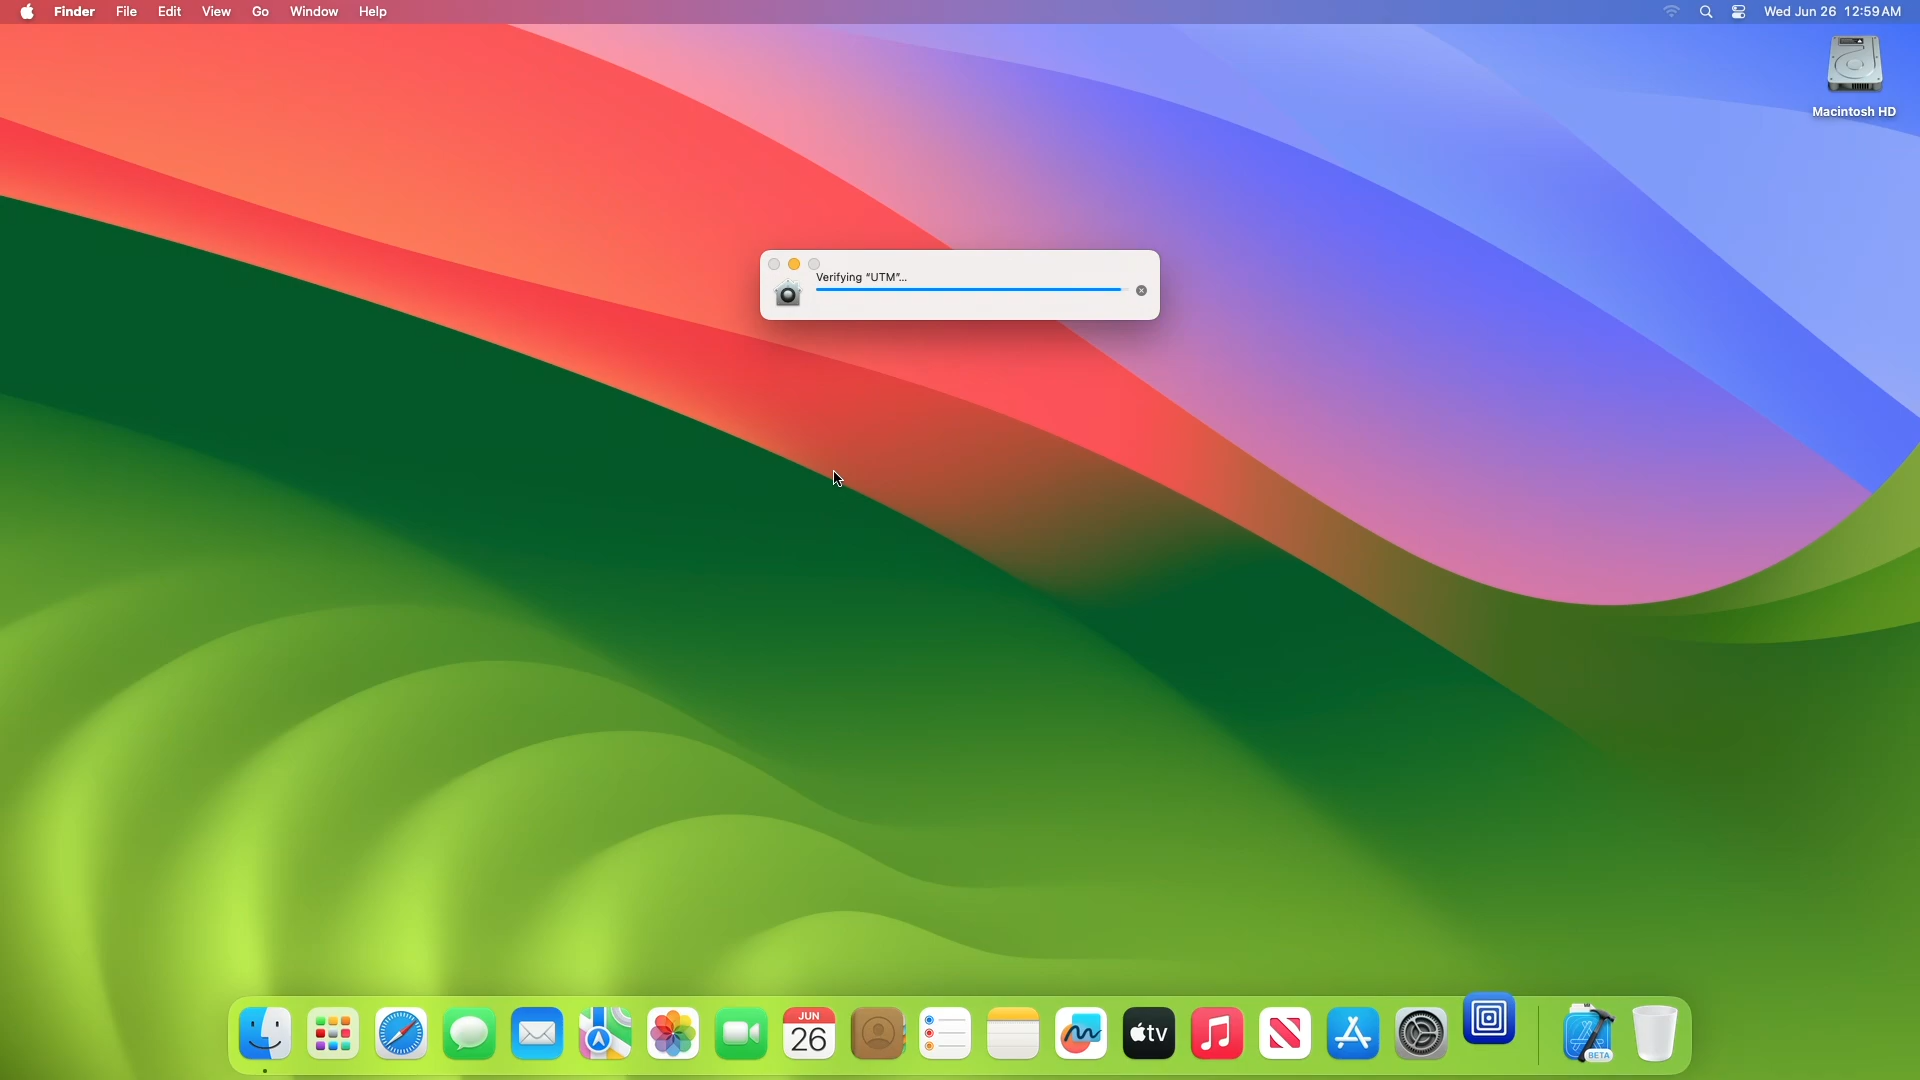 Finder File Edit View Go Window Help Wed Jun 26 12:59 AM
Macintosh HD
Verifying “UTM”...
JUN
26
tv
BETA